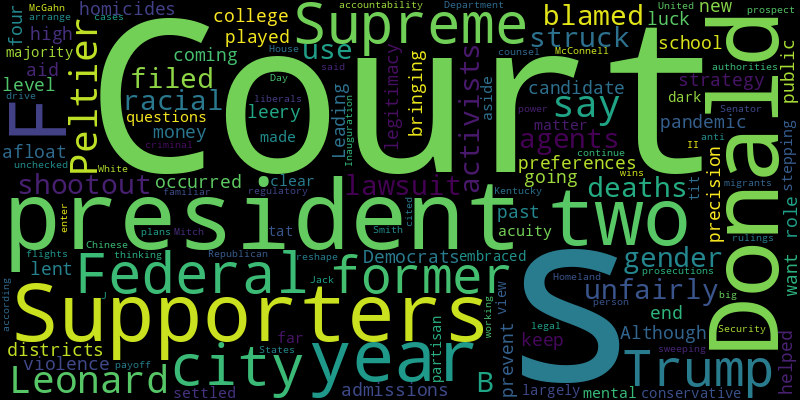 McGahn
accountability
Department
United
new
prospect
arrange
cases
homicides
college
Supreme
blamed
luck
four
high
played
Court
struck
McConnell
school
majority
coming
use
counsel
authorities
aid
filed
House
candidate
strategy
public
level
racial
leery
Day
said
legitimacy
bringing
activists
say
aside
dark
drive
F
Peltier
questions
liberals
Leading
Inauguration
power
matter
pandemic
Donald
afloat
money
made
agents
anti
unchecked
White
criminal
continue
II
stepping
shootout
occurred
clear
lawsuit
preferences
going
deaths
tit
precision
migrants
familiar
regulatory
Kentucky
wins
role
president
two
enter
tat
Smith
cited
past
acuity
rulings
want
flights
Chinese
plans
Mitch
Democrats
embraced
gender
lent
thinking
Republican
reshape
view
prosecutions
Federal
former
Homeland
unfairly
big
according
J
Jack
person
end
Supporters
S
working
prevent
legal
Although
Security
far
keep
districts
city
year
partisan
sweeping
violence
payoff
States
Trump
helped
Leonard
settled
admissions
B
largely
mental
conservative